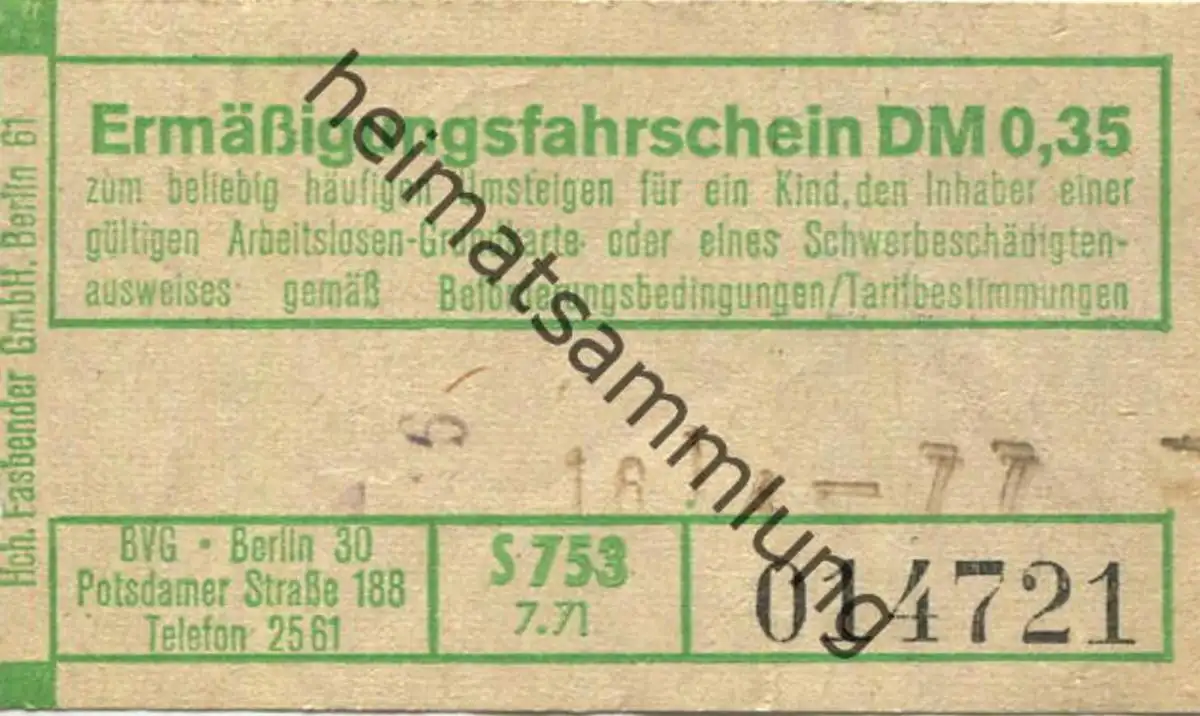 Ermäßigungsfahrschein DM 0,35
zum beliebig häufigen Umsteigen für ein Kind, den Inhaber einer
gültigen Arbeitslosen-Grundkarte oder eines Schwerbeschädigten-
ausweises gemäß Beförderungsbedingungen/Tarifbestimmungen
BVG · Berlin 30
Potsdamer Straße 188
Telefon 2561
S 753
7.71
014721
Hch. Fasbender GmbH. Berlin 61
heimatsammlung